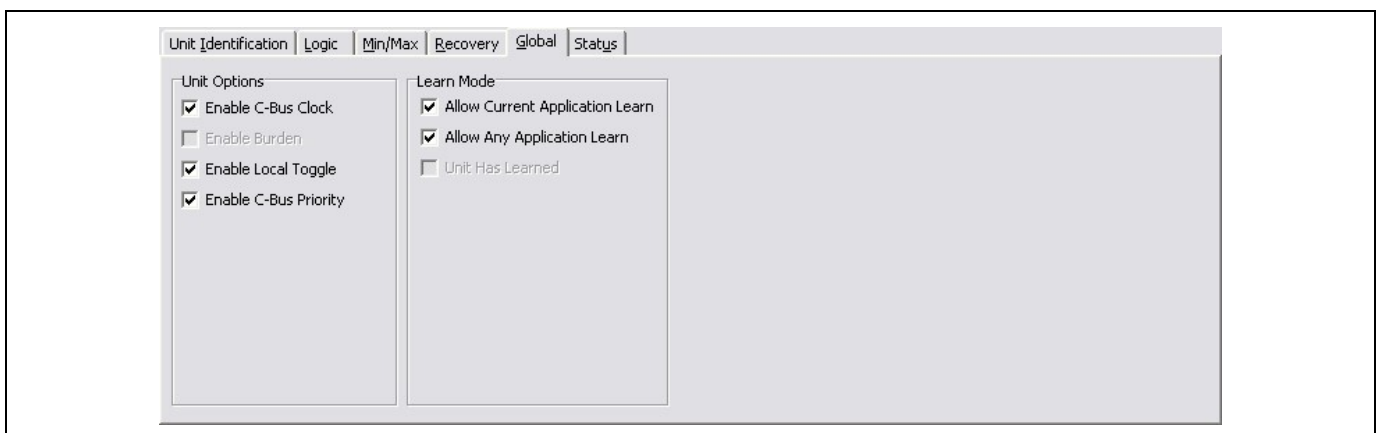 Unit Identification Logic Min/Max Recovery Global Status
Unit Options
Enable C-Bus Clock
Enable Burden
Enable Local Toggle
Enable C-Bus Priority
Learn Mode
Allow Current Application Learn
Allow Any Application Learn
Unit Has Learned